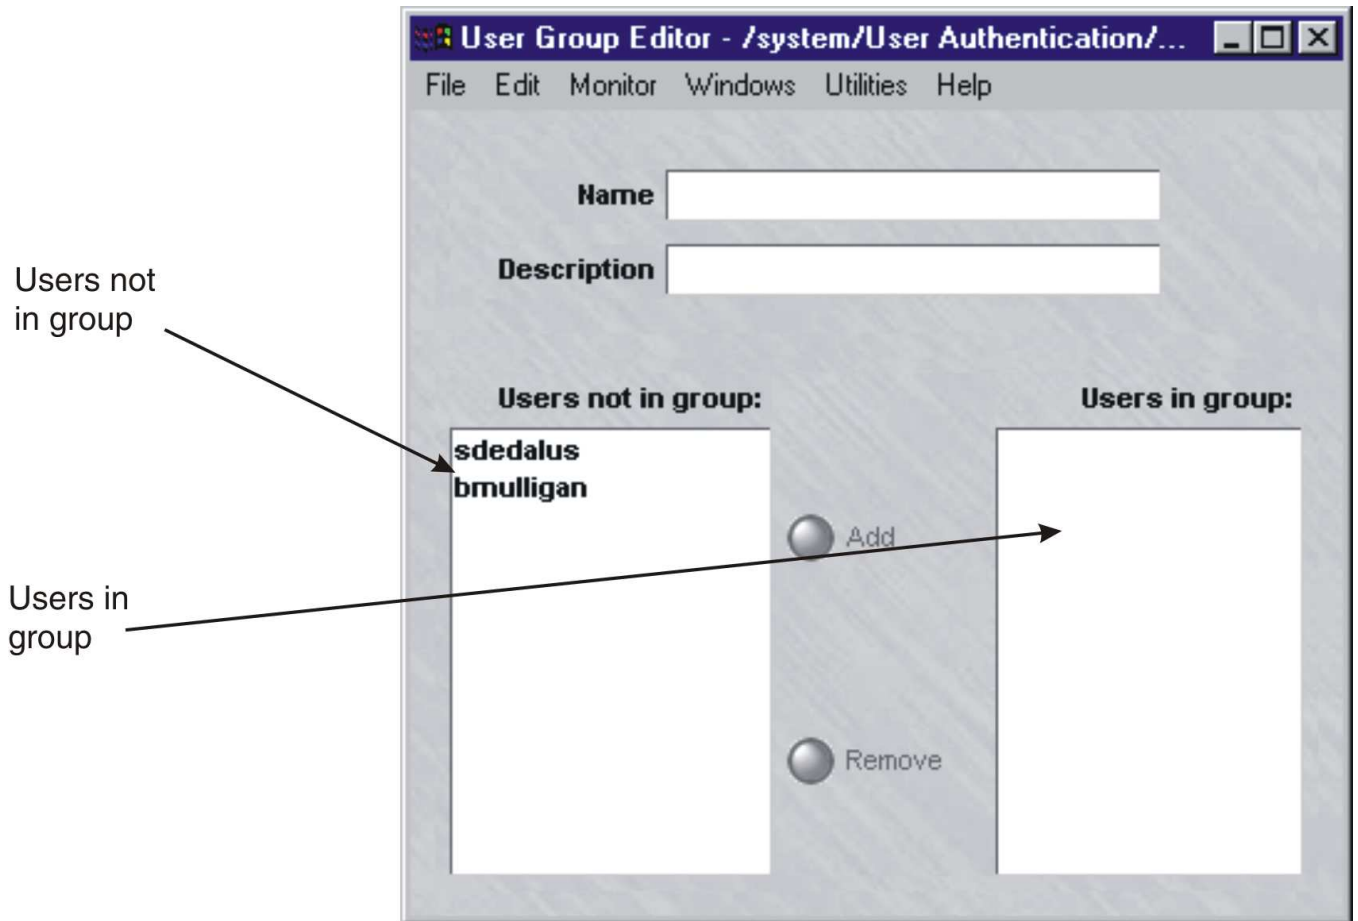 User Group Editor - /system/User Authentication/...
File Edit Monitor Windows Utilities Help
Name
Description
Users not
in group
Users not in group:
Users in group:
sdedalus
bmulligan
Add
Users in
group
Remove